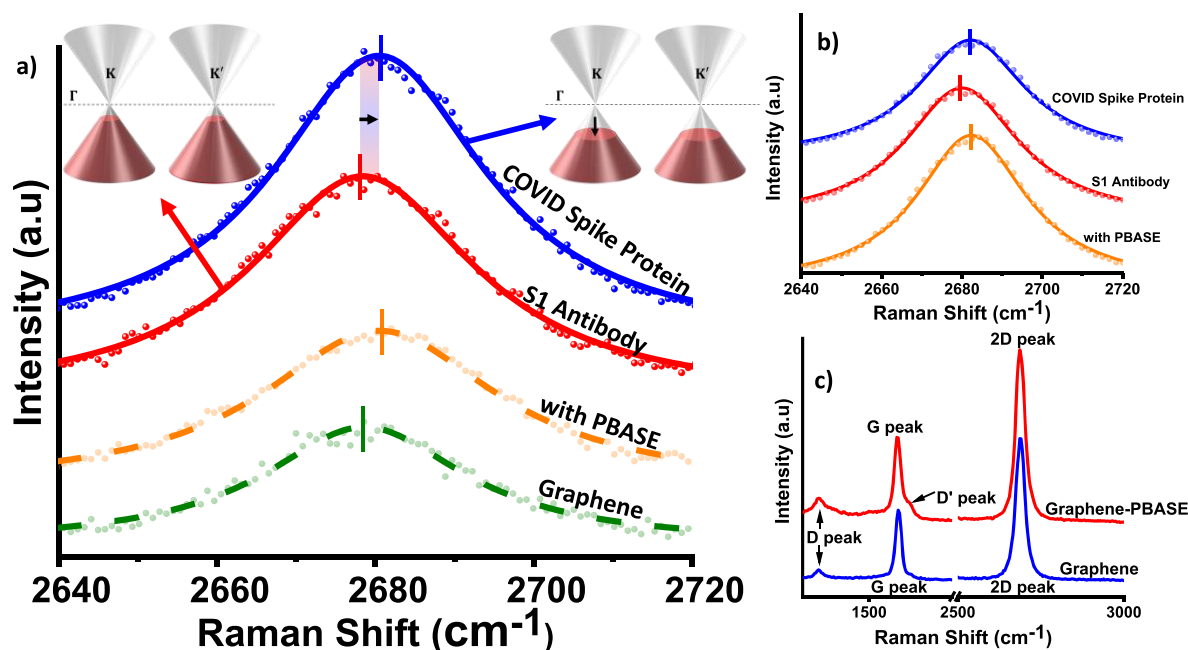 a)
K
K′
Γ
K
K′
Γ
COVID Spike Protein
S1 Antibody
with PBASE
Graphene
Intensity (a.u)
2640
2660
2680
2700
2720
Raman Shift (cm-1)
b)
COVID Spike Protein
S1 Antibody
with PBASE
Intensity (a.u)
2640
2660
2680
2700
2720
Raman Shift (cm-1)
c)
2D peak
G peak
D' peak
Graphene-PBASE
D peak
Graphene
G peak
2D peak
Intensity (a.u)
1500
2500
3000
Raman Shift (cm-1)